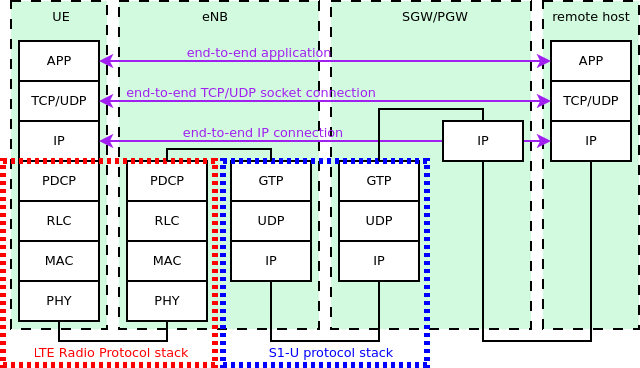 UE
eNB
SGW/PGW
remote host
APP
end-to-end application
APP
TCP/UDP
end-to-end TCP/UDP socket connection
TCP/UDP
IP
end-to-end IP connection
IP
IP
PDCP
PDCP
GTP
GTP
RLC
RLC
UDP
UDP
MAC
MAC
IP
IP
PHY
PHY
LTE Radio Protocol stack
S1-U protocol stack